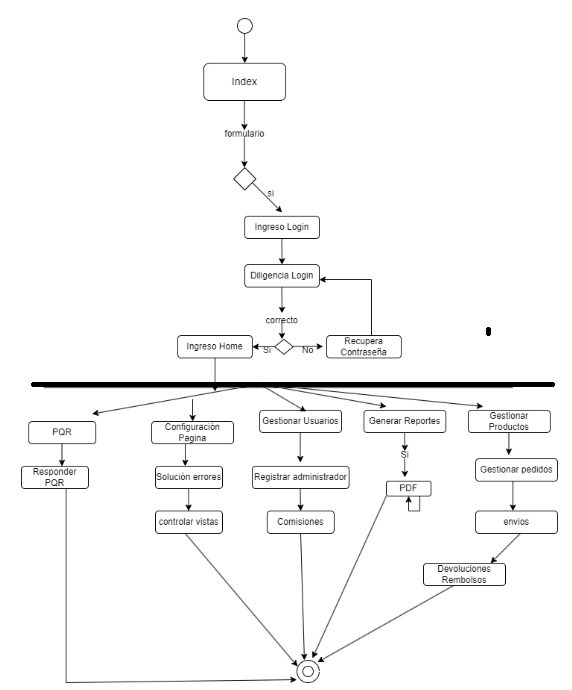 Index
formulario
si
Ingreso Login
Diligencia Login
correcto
Ingreso Home
Si
No
Recupera
Contraseña
PQR
Configuración
Pagina
Gestionar Usuarios
Generar Reportes
Gestionar
Productos
Responder
PQR
Solución errores
Registrar administrador
Si
PDF
Gestionar pedidos
controlar vistas
Comisiones
envios
Devoluciones
Rembolsos